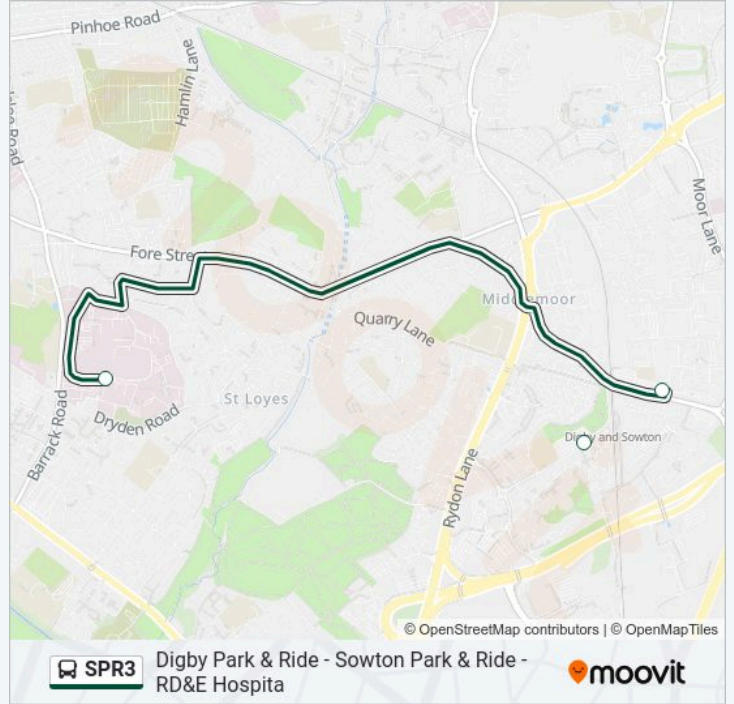 Pinhoe Road
Hamlin Lane
Moor Lane
Fore Stre
Middlemoor
Quarry Lane
St Loyes
Dryden Road
Barrack Road
Digby and Sowton
Rydon Lane
© OpenStreetMap contributors | © OpenMapTiles
SPR3
Digby Park & Ride - Sowton Park & Ride -
RD&E Hospita
moovit